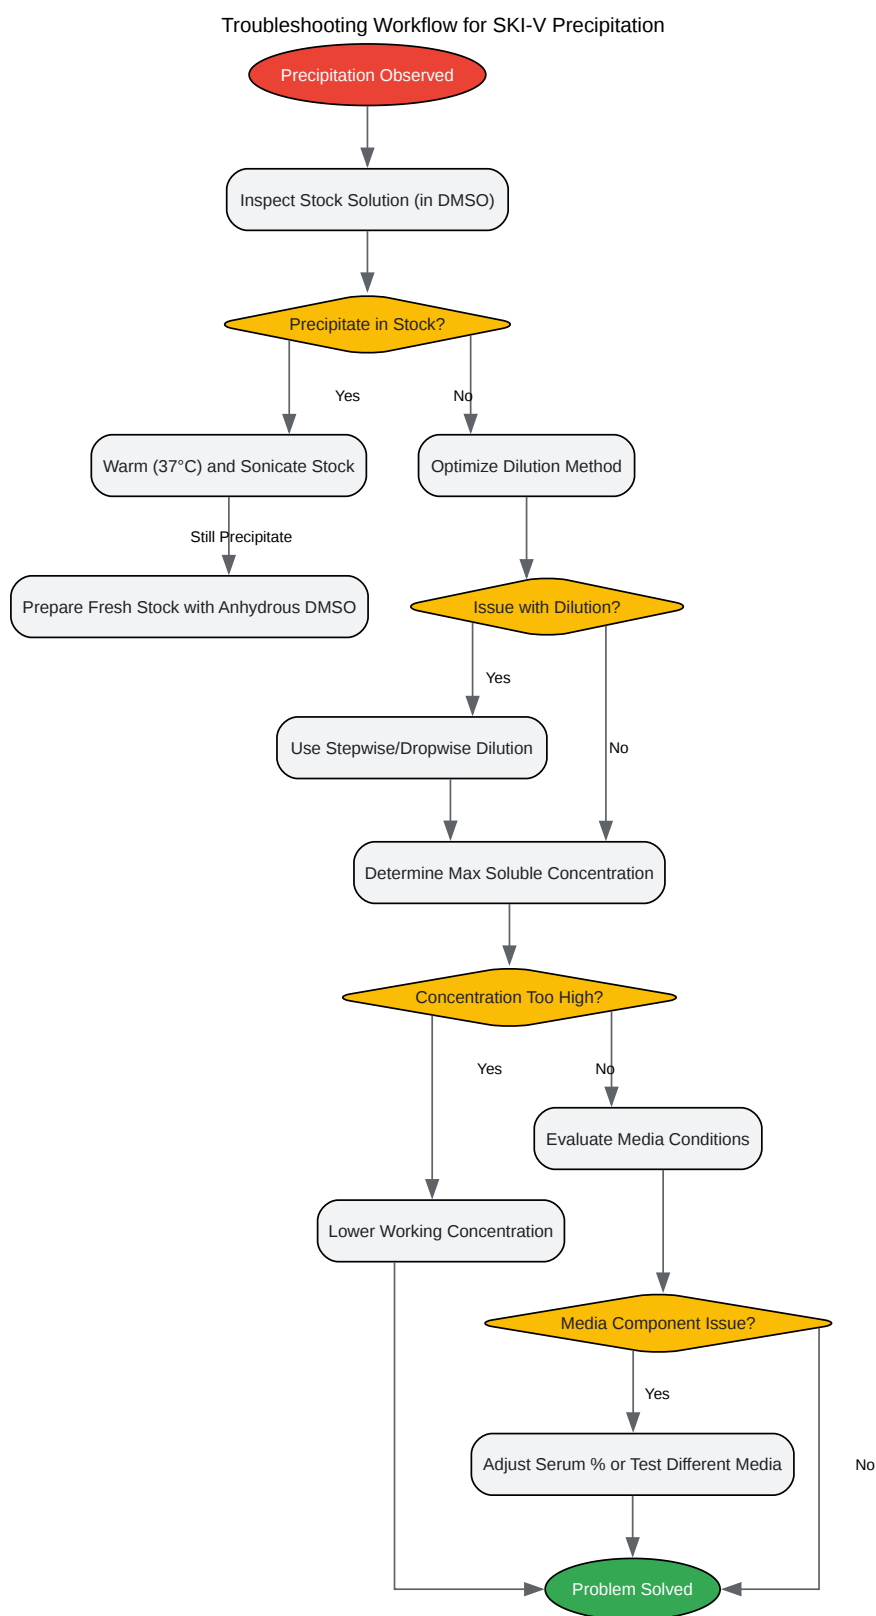 Troubleshooting Workflow for SKI-V Precipitation
Precipitation Observed
Inspect Stock Solution (in DMSO)
Precipitate in Stock?
Yes
No
Warm (37°C) and Sonicate Stock
Optimize Dilution Method
Still Precipitate
Prepare Fresh Stock with Anhydrous DMSO
Issue with Dilution?
Yes
Use Stepwise/Dropwise Dilution
No
Determine Max Soluble Concentration
Concentration Too High?
Yes
No
Evaluate Media Conditions
Lower Working Concentration
Media Component Issue?
Yes
Adjust Serum % or Test Different Media
No
Problem Solved